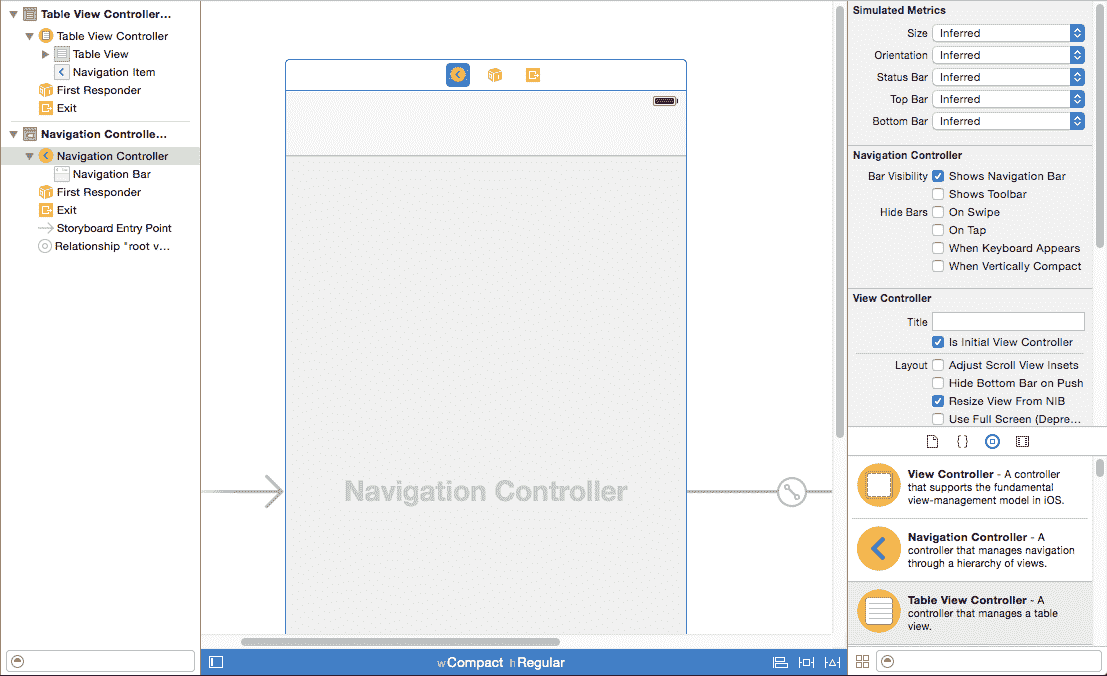 Table View Controller...
Table View Controller
Table View
Navigation Item
First Responder
Exit
Navigation Controlle...
Navigation Controller
Navigation Bar
First Responder
Exit
Storyboard Entry Point
Relationship "root v...
Navigation Controller
wCompact hRegular
Simulated Metrics
Size Inferred
Orientation Inferred
Status Bar Inferred
Top Bar Inferred
Bottom Bar Inferred
Navigation Controller
Bar Visibility Shows Navigation Bar
Shows Toolbar
Hide Bars On Swipe
On Tap
When Keyboard Appears
When Vertically Compact
View Controller
Title
Is Initial View Controller
Layout Adjust Scroll View Insets
Hide Bottom Bar on Push
Resize View From NIB
Use Full Screen (Depre...
{}
View Controller - A controller
that supports the fundamental
view-management model in iOS.
Navigation Controller - A
controller that manages navigation
through a hierarchy of views.
Table View Controller - A
controller that manages a table
view.